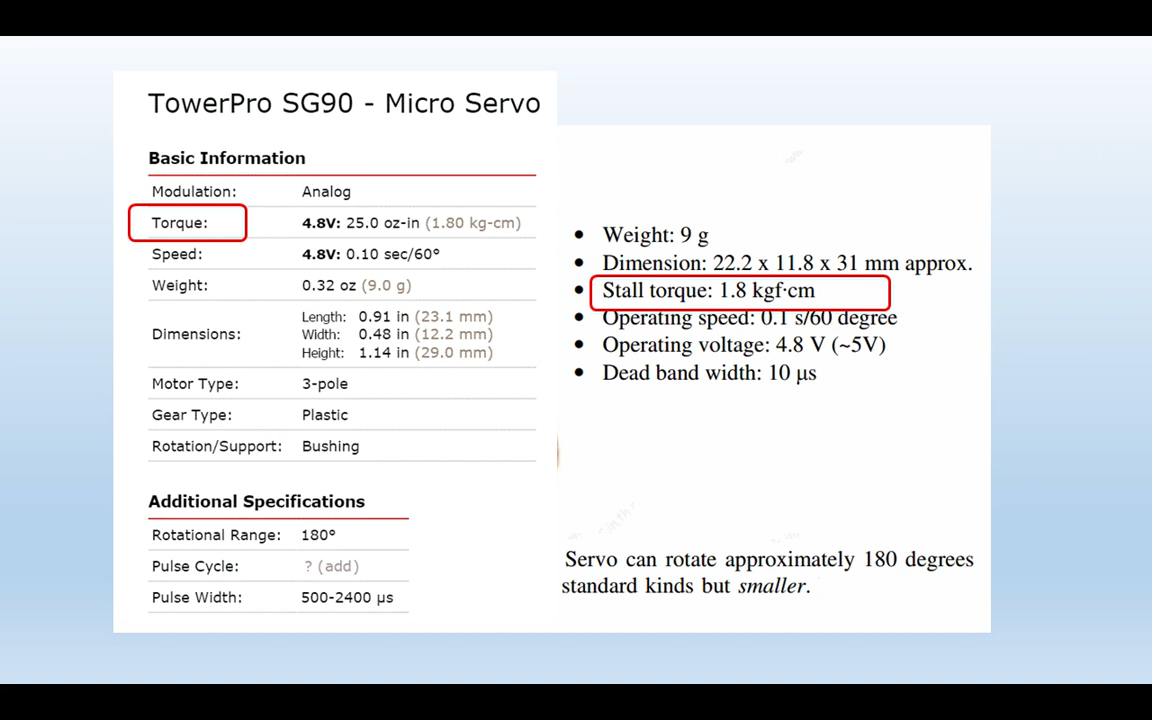 TowerPro SG90 - Micro Servo
Basic Information
Modulation: Analog
Torque: 4.8V: 25.0 oz-in (1.80 kg-cm)
Speed: 4.8V: 0.10 sec/60°
Weight: 0.32 oz (9.0 g)
Dimensions: Length: 0.91 in (23.1 mm)
Width: 0.48 in (12.2 mm)
Height: 1.14 in (29.0 mm)
Motor Type: 3-pole
Gear Type: Plastic
Rotation/Support: Bushing
Additional Specifications
Rotational Range: 180°
Pulse Cycle: ? (add)
Pulse Width: 500-2400 µs
• Weight: 9 g
• Dimension: 22.2 x 11.8 x 31 mm approx.
• Stall torque: 1.8 kgf·cm
• Operating speed: 0.1 s/60 degree
• Operating voltage: 4.8 V (~5V)
• Dead band width: 10 µs
Servo can rotate approximately 180 degrees
standard kinds but smaller.